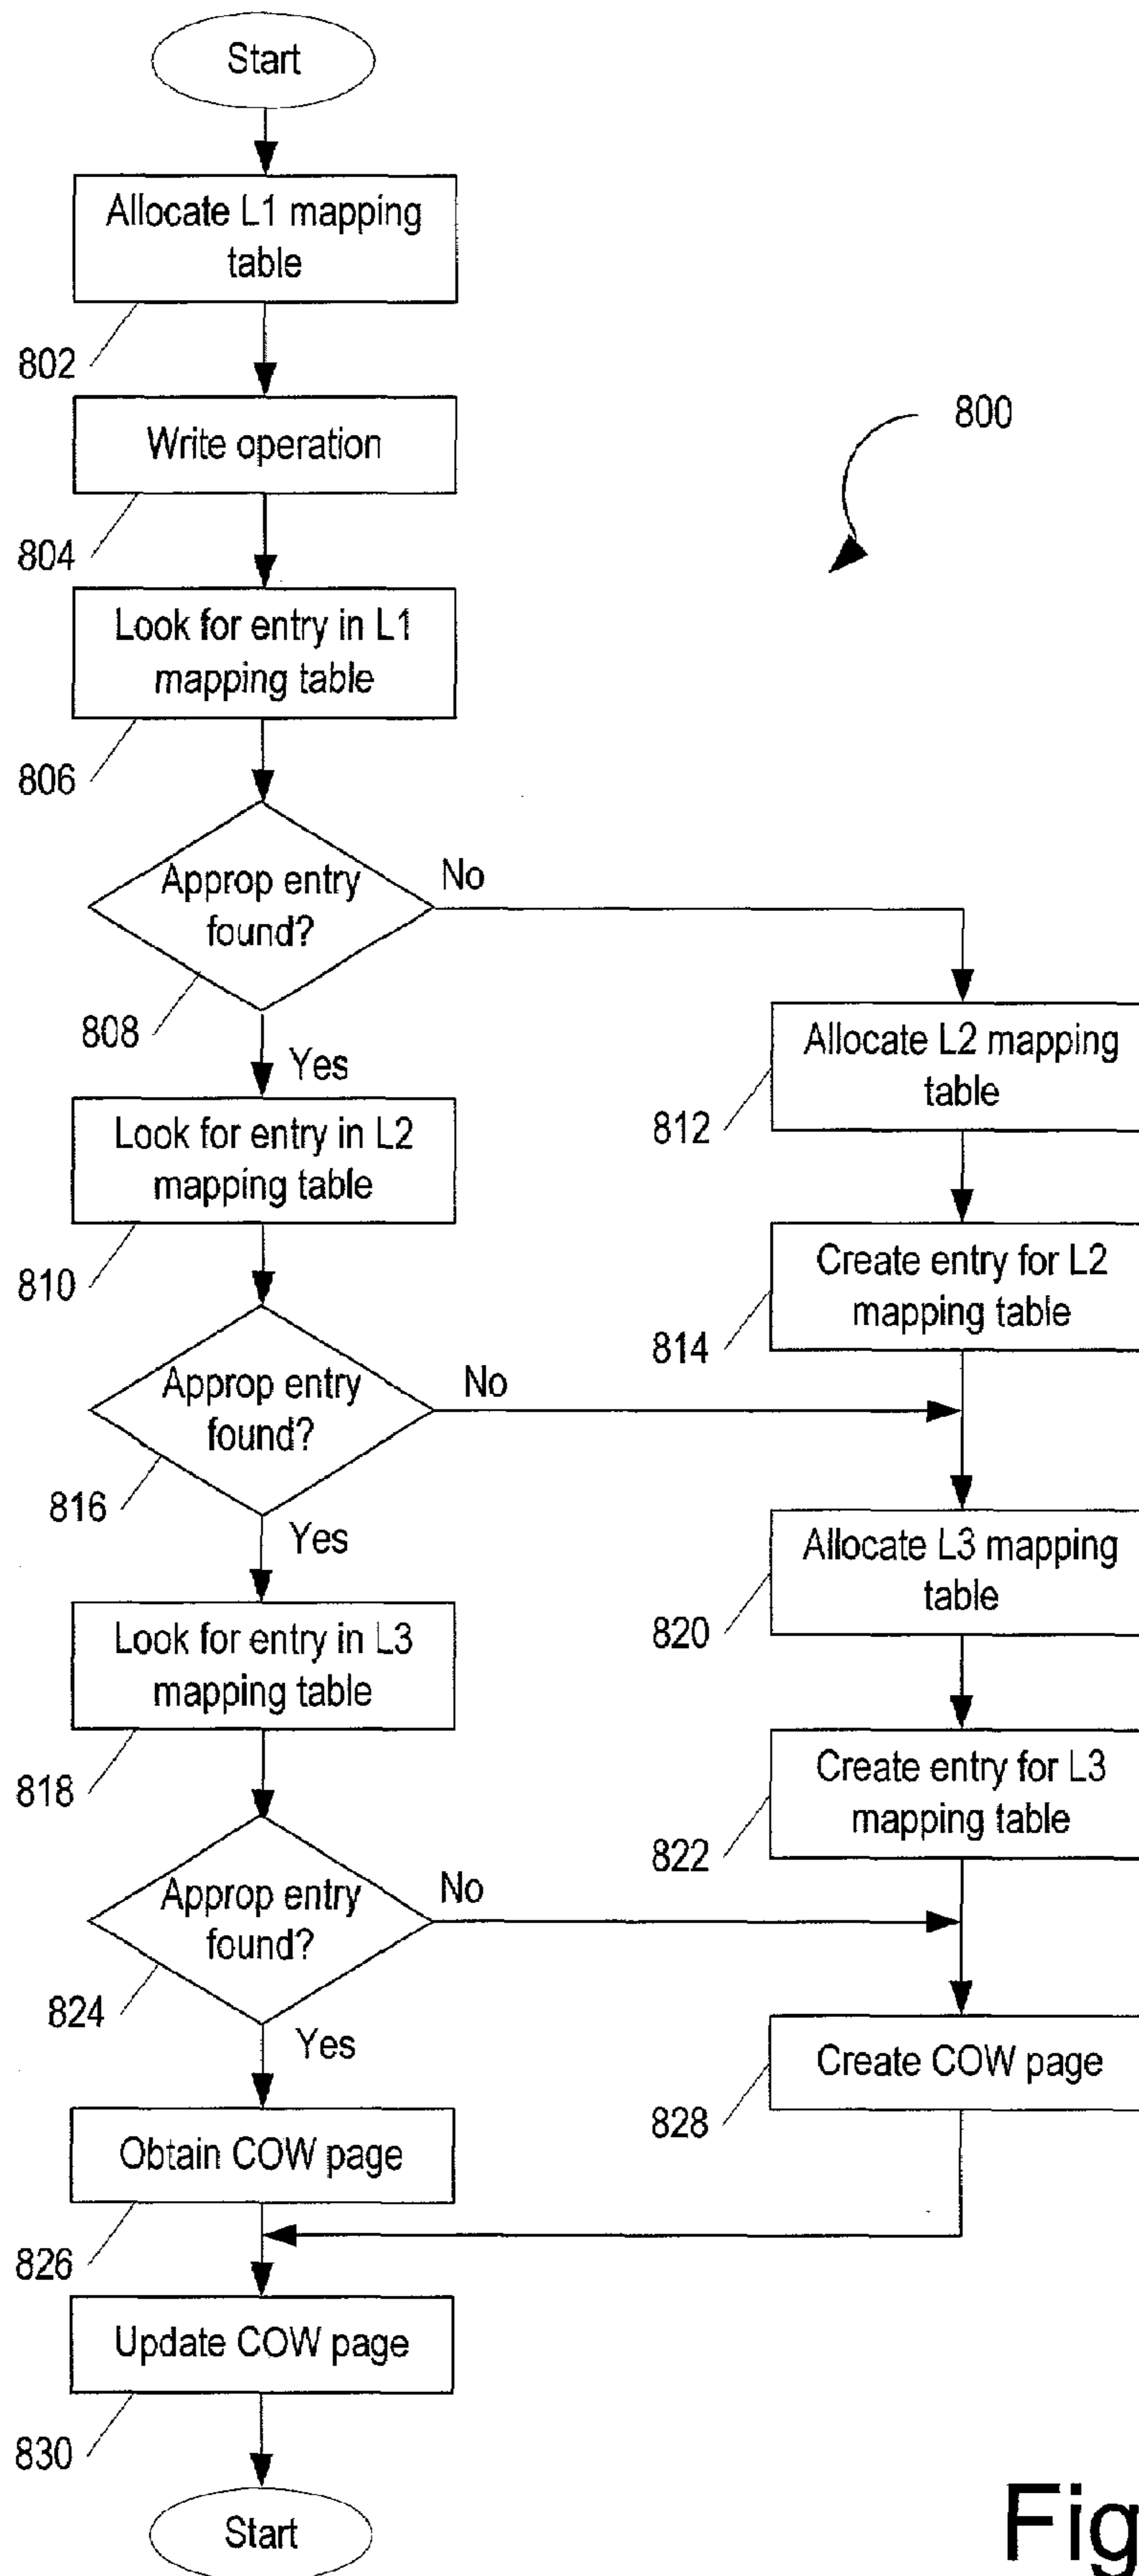 Start
Allocate L1 mapping
table
802
Write operation
800
804
Look for entry in L1
mapping table
806
Approp entry
found?
No
808
Yes
Allocate L2 mapping
table
812
Look for entry in L2
mapping table
810
Create entry for L2
mapping table
814
Approp entry
found?
No
816
Yes
Allocate L3 mapping
table
820
Look for entry in L3
mapping table
818
Create entry for L3
mapping table
822
Approp entry
found?
No
824
Yes
Create COW page
828
Obtain COW page
826
Update COW page
830
Start
Fig